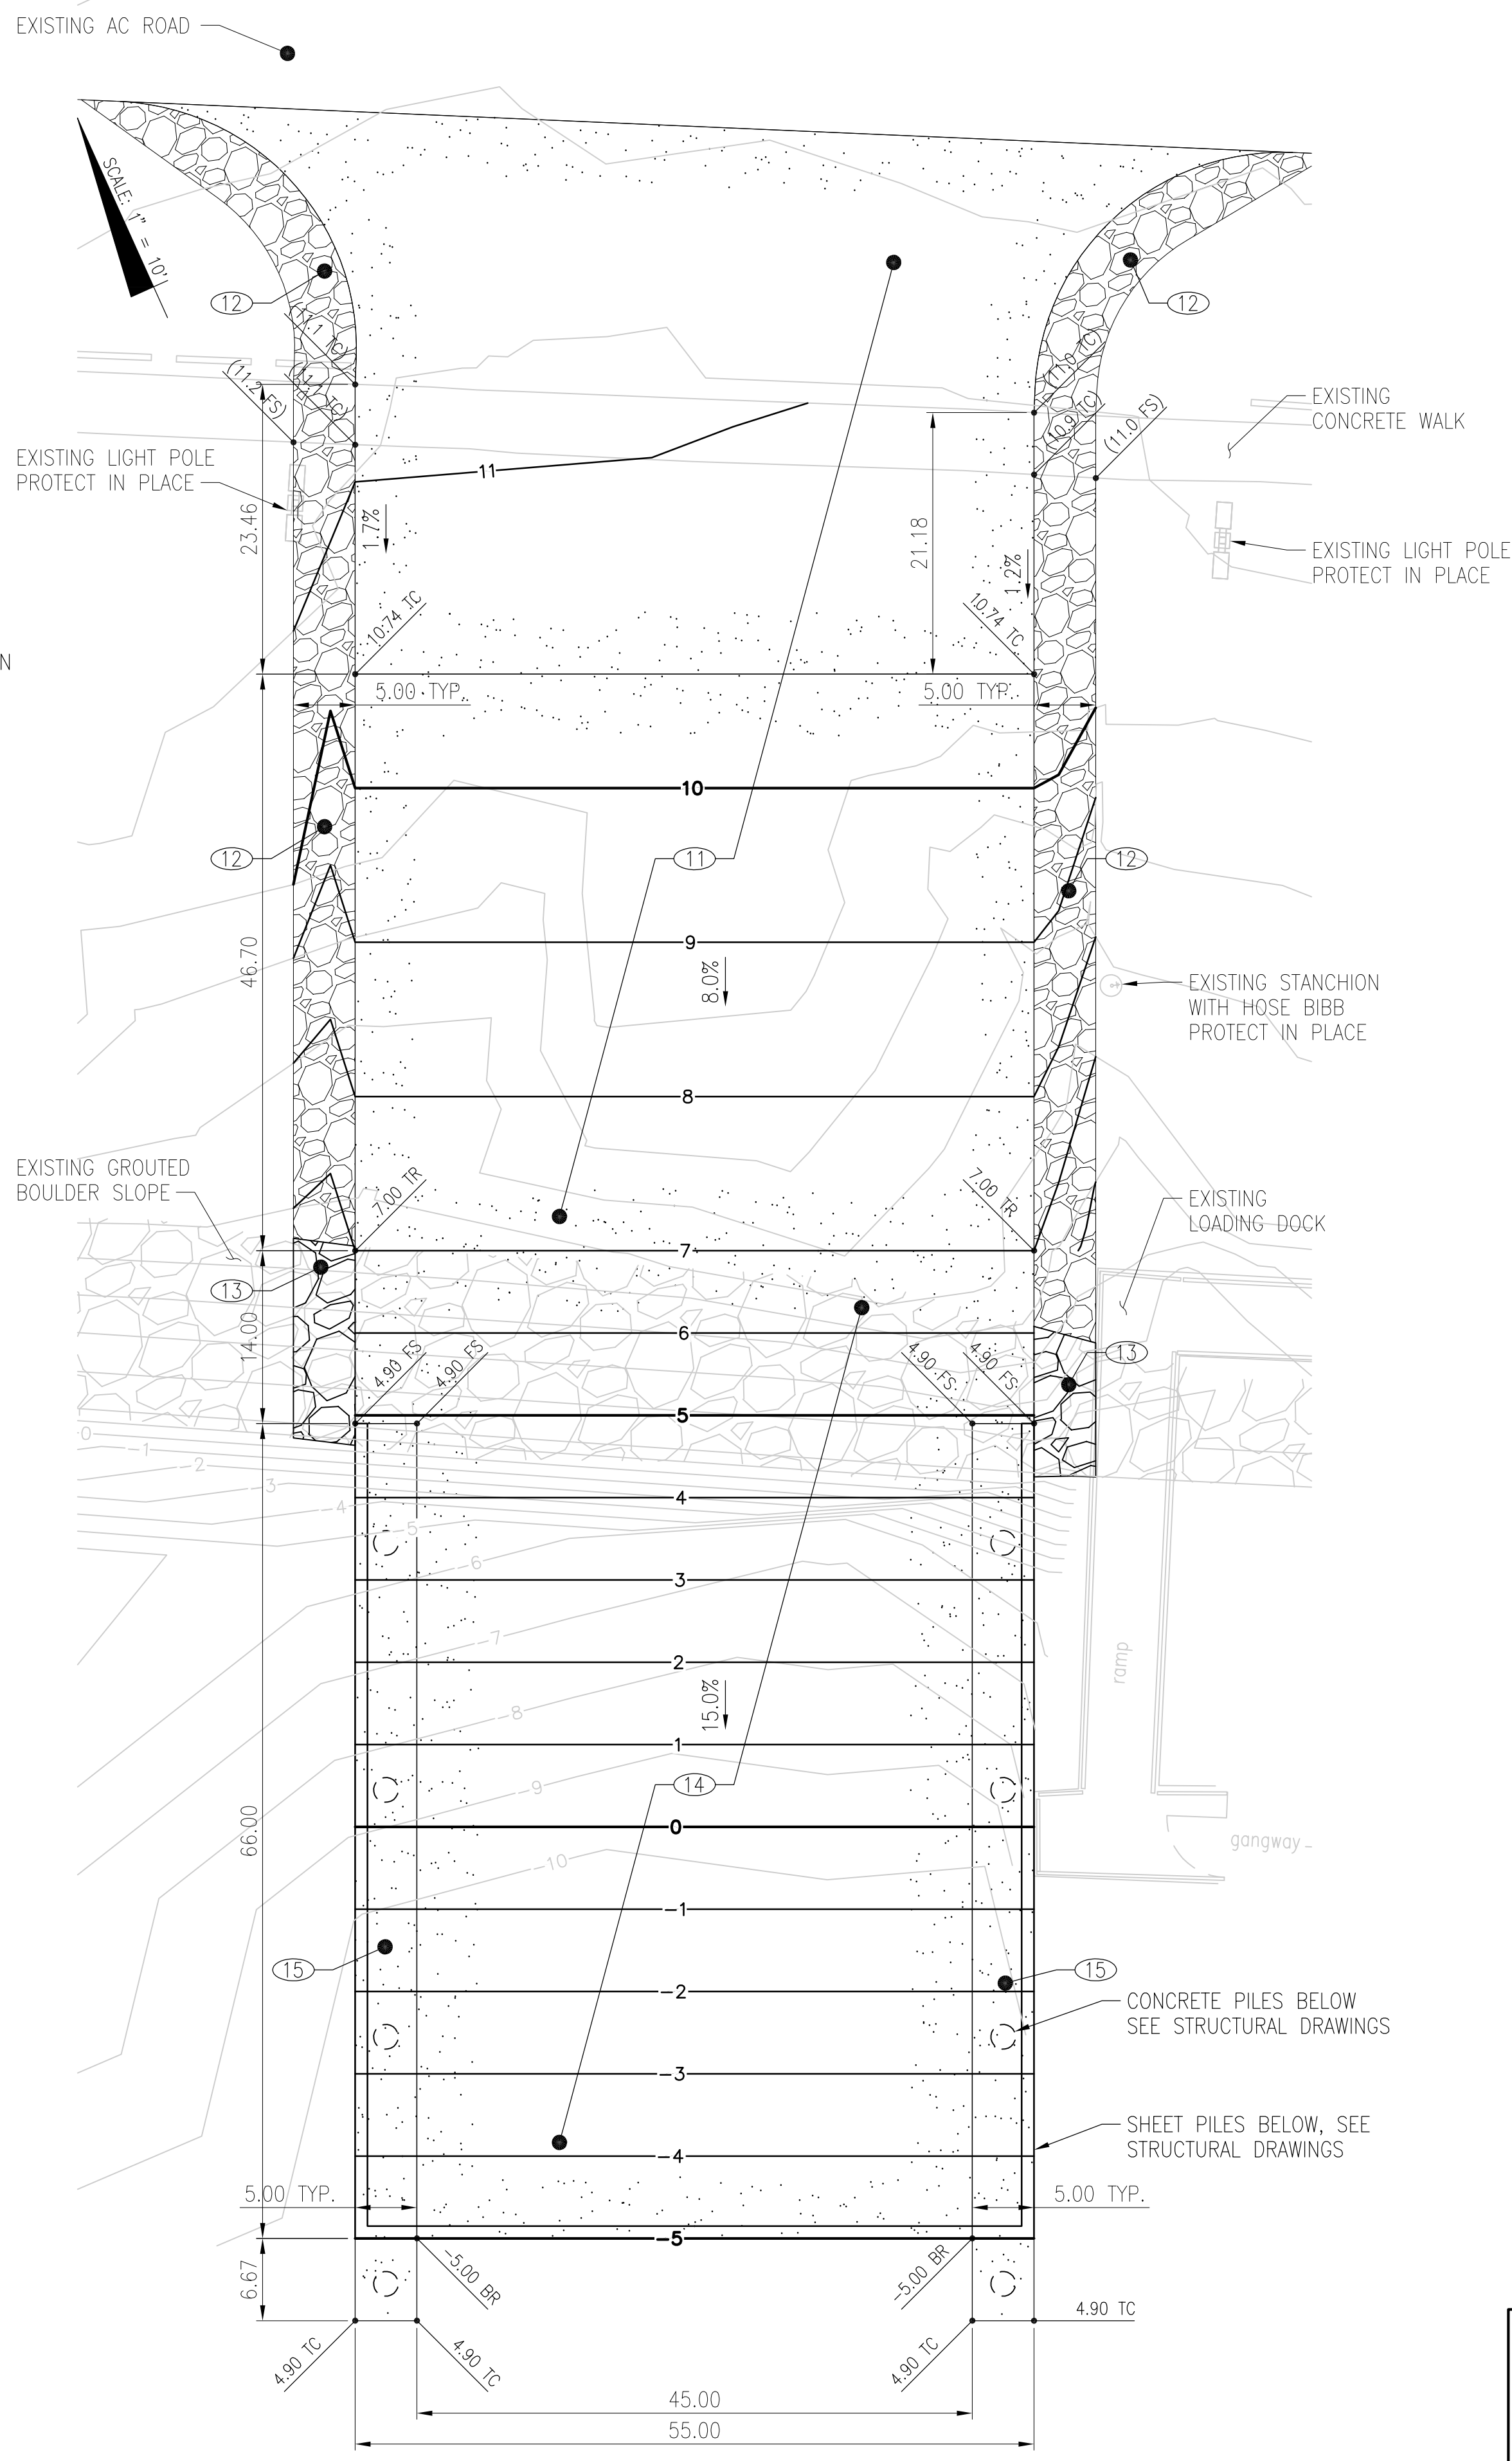 EXISTING AC ROAD
SCALE: 1" = 10'
12
12
(11.1 TC)
(11.0 TC)
(11.2 FS)
(10.9 TC)
(11.0 FS)
EXISTING
CONCRETE WALK
EXISTING LIGHT POLE
PROTECT IN PLACE
11
23.46
1.7%
21.18
1.2%
EXISTING LIGHT POLE
PROTECT IN PLACE
10.74 TC
10.74 TC
N
5.00 TYP.
5.00 TYP.
10
12
11
12
9
46.70
8.0%
EXISTING STANCHION
WITH HOSE BIBB
PROTECT IN PLACE
8
EXISTING GROUTED
BOULDER SLOPE
7.00 TR
7.00 TR
EXISTING
LOADING DOCK
7
13
14.00
6
4.90 FS
4.90 FS
4.90 FS
4.90 FS
13
5
0
-1
-2
-3
-4
4
-5
-6
3
-7
2
ramp
-8
15.0%
1
-9
14
66.00
0
gangway
-10
-1
15
15
-2
CONCRETE PILES BELOW
SEE STRUCTURAL DRAWINGS
-3
SHEET PILES BELOW, SEE
STRUCTURAL DRAWINGS
-4
5.00 TYP.
5.00 TYP.
-5
6.67
-5.00 BR
-5.00 BR
4.90 TC
4.90 TC
4.90 TC
4.90 TC
45.00
55.00